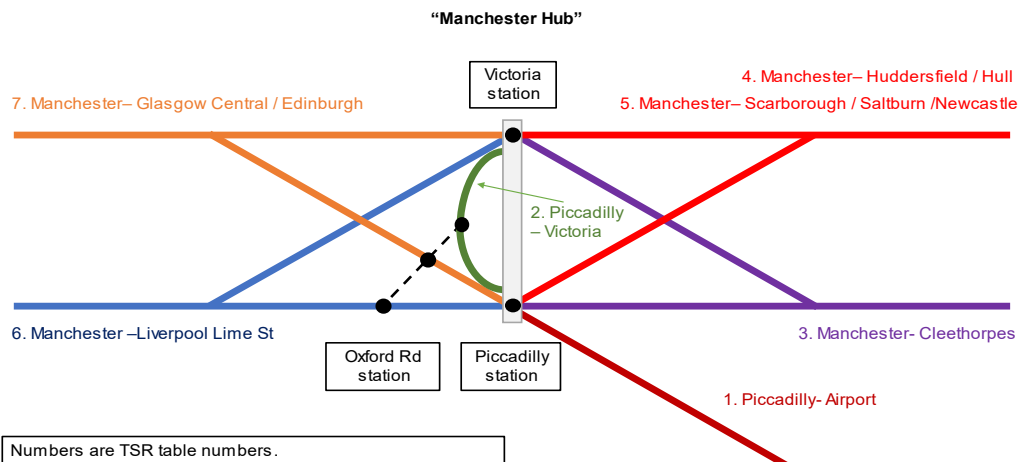 “Manchester Hub”
Victoria
station
4. Manchester– Huddersfield / Hull
7. Manchester– Glasgow Central / Edinburgh
5. Manchester– Scarborough / Saltburn /Newcastle
2. Piccadilly
– Victoria
6. Manchester –Liverpool Lime St
3. Manchester- Cleethorpes
Oxford Rd
station
Piccadilly
station
1. Piccadilly- Airport
Numbers are TSR table numbers.